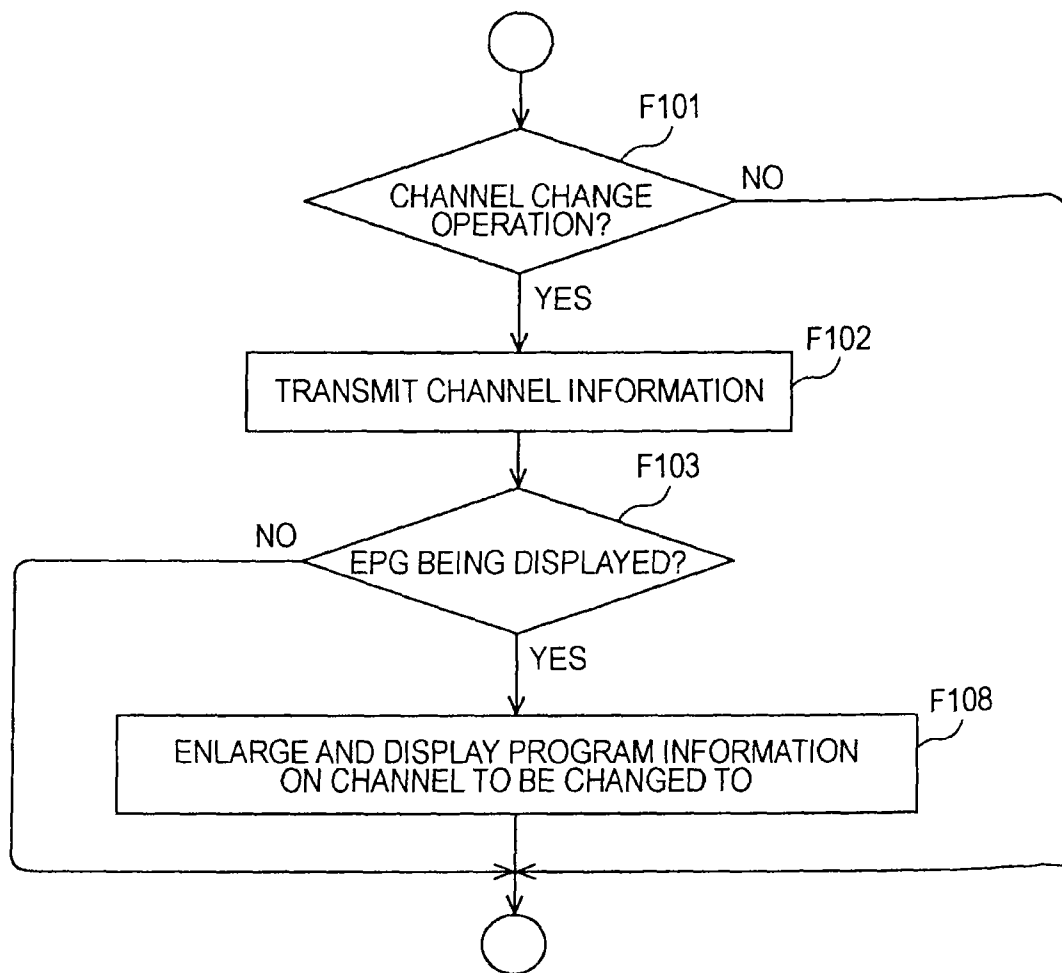 F101
CHANNEL CHANGE
OPERATION?
NO
YES
F102
TRANSMIT CHANNEL INFORMATION
F103
NO
EPG BEING DISPLAYED?
YES
F108
ENLARGE AND DISPLAY PROGRAM INFORMATION
ON CHANNEL TO BE CHANGED TO